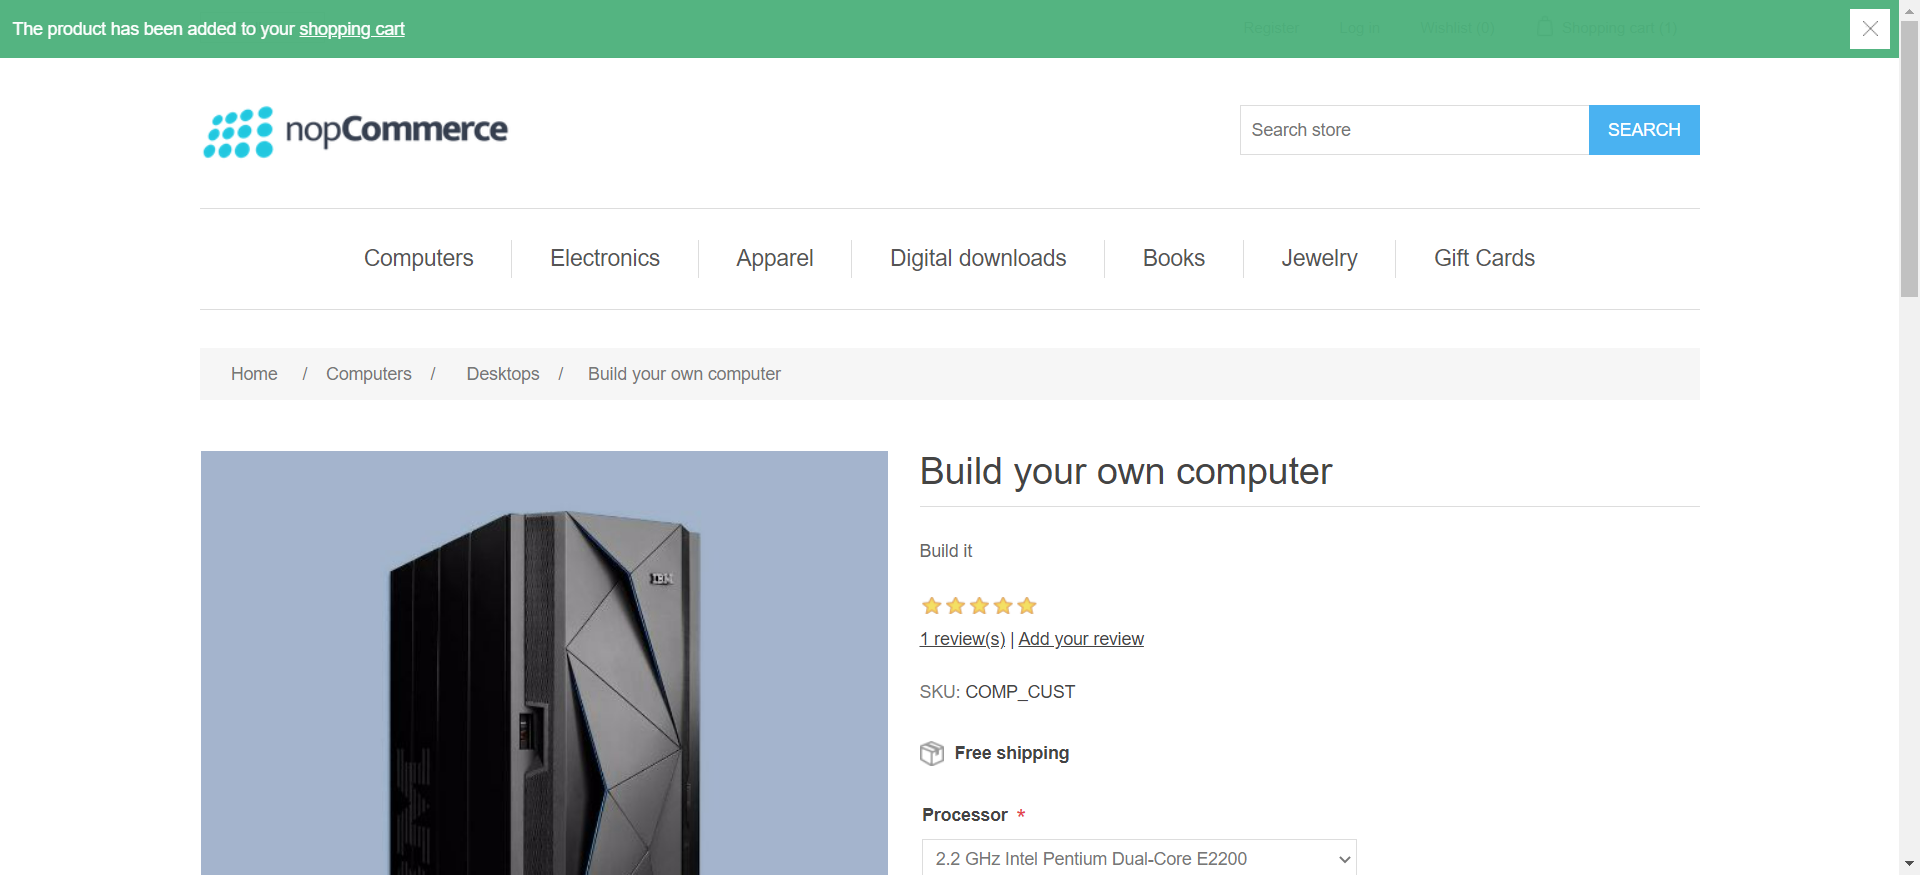 The product has been added to your shopping cart
Register Log in Wishlist (0) Shopping cart (1)
nopCommerce
Search store
SEARCH
Computers
Electronics
Apparel
Digital downloads
Books
Jewelry
Gift Cards
Home / Computers / Desktops / Build your own computer
Build your own computer
Build it
1 review(s) | Add your review
SKU: COMP_CUST
Free shipping
Processor *
2.2 GHz Intel Pentium Dual-Core E2200
IBM
IBM